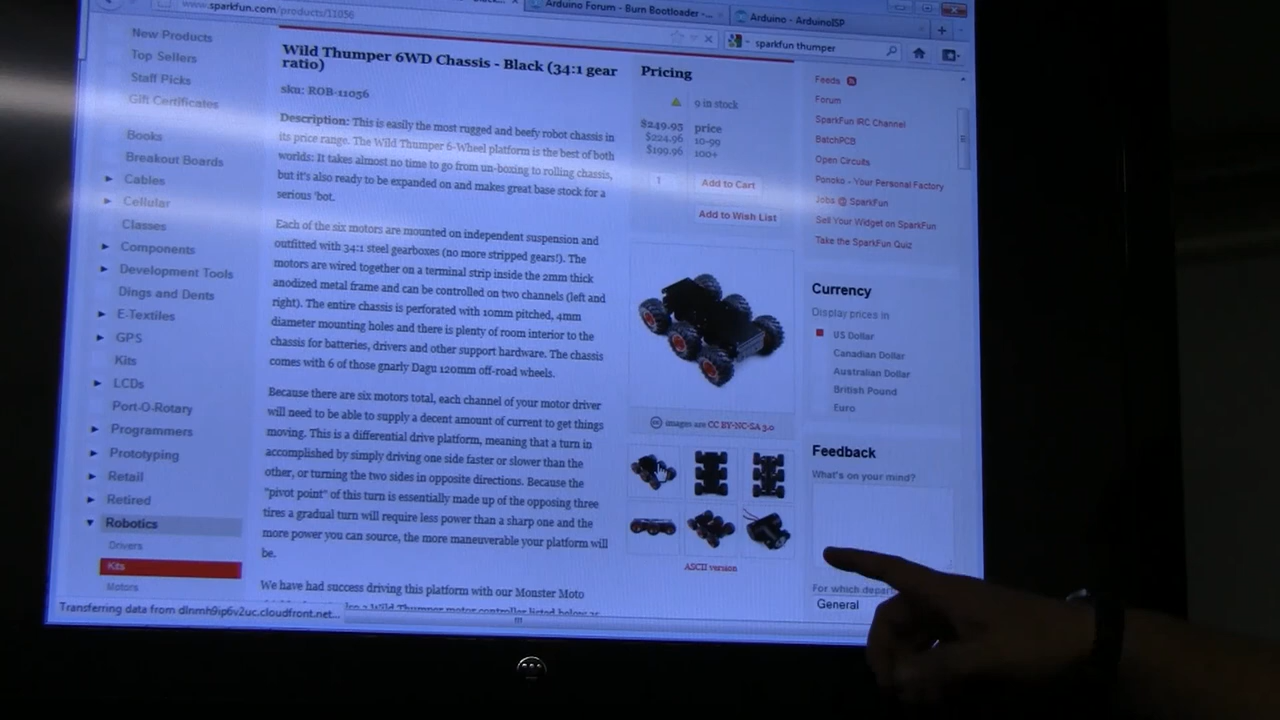 www.sparkfun.com/products/11056
Arduino Forum - Burn Bootloader -...
Arduino - ArduinoISP
sparkfun thumper
New Products
Top Sellers
Staff Picks
Gift Certificates
Books
Breakout Boards
Cables
Cellular
Classes
Components
Development Tools
Dings and Dents
E-Textiles
GPS
Kits
LCDs
Port-O-Rotary
Programmers
Prototyping
Retail
Retired
Robotics
Drivers
Kits
Motors
Wild Thumper 6WD Chassis - Black (34:1 gear
ratio)
sku: ROB-11056
Description: This is easily the most rugged and beefy robot chassis in
its price range. The Wild Thumper 6-Wheel platform is the best of both
worlds: It takes almost no time to go from un-boxing to rolling chassis,
but it's also ready to be expanded on and makes great base stock for a
serious 'bot.
Each of the six motors are mounted on independent suspension and
outfitted with 34:1 steel gearboxes (no more stripped gears!). The
motors are wired together on a terminal strip inside the 2mm thick
anodized metal frame and can be controlled on two channels (left and
right). The entire chassis is perforated with 10mm pitched, 4mm
diameter mounting holes and there is plenty of room interior to the
chassis for batteries, drivers and other support hardware. The chassis
comes with 6 of those gnarly Dagu 120mm off-road wheels.
Because there are six motors total, each channel of your motor driver
will need to be able to supply a decent amount of current to get things
moving. This is a differential drive platform, meaning that a turn in
accomplished by simply driving one side faster or slower than the
other, or turning the two sides in opposite directions. Because the
"pivot point" of this turn is essentially made up of the opposing three
tires a gradual turn will require less power than a sharp one and the
more power you can source, the more maneuverable your platform will
be.
We have had success driving this platform with our Monster Moto
a Wild Thumper motor controller listed below as
Pricing
9 in stock
$249.95 price
$224.96 10-99
$199.96 100+
1
Add to Cart
Add to Wish List
images are CC BY-NC-SA 3.0
ASCII version
Feeds
Forum
SparkFun IRC Channel
BatchPCB
Open Circuits
Ponoko - Your Personal Factory
Jobs @ SparkFun
Sell Your Widget on SparkFun
Take the SparkFun Quiz
Currency
Display prices in
US Dollar
Canadian Dollar
Australian Dollar
British Pound
Euro
Feedback
What's on your mind?
For which depar
General
Transferring data from dlnmh9ip6v2uc.cloudfront.net...